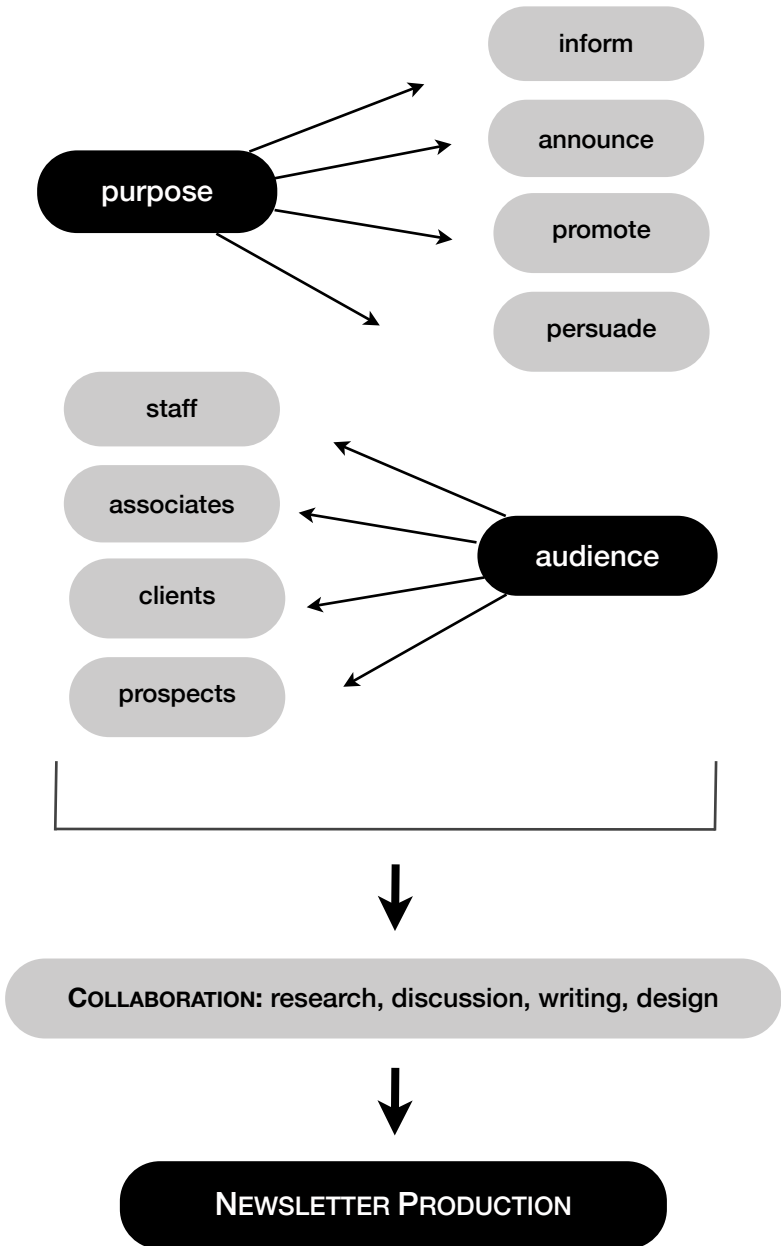 inform
announce
purpose
promote
persuade
staff
associates
audience
clients
prospects
COLLABORATION: research, discussion, writing, design
NEWSLETTER PRODUCTION